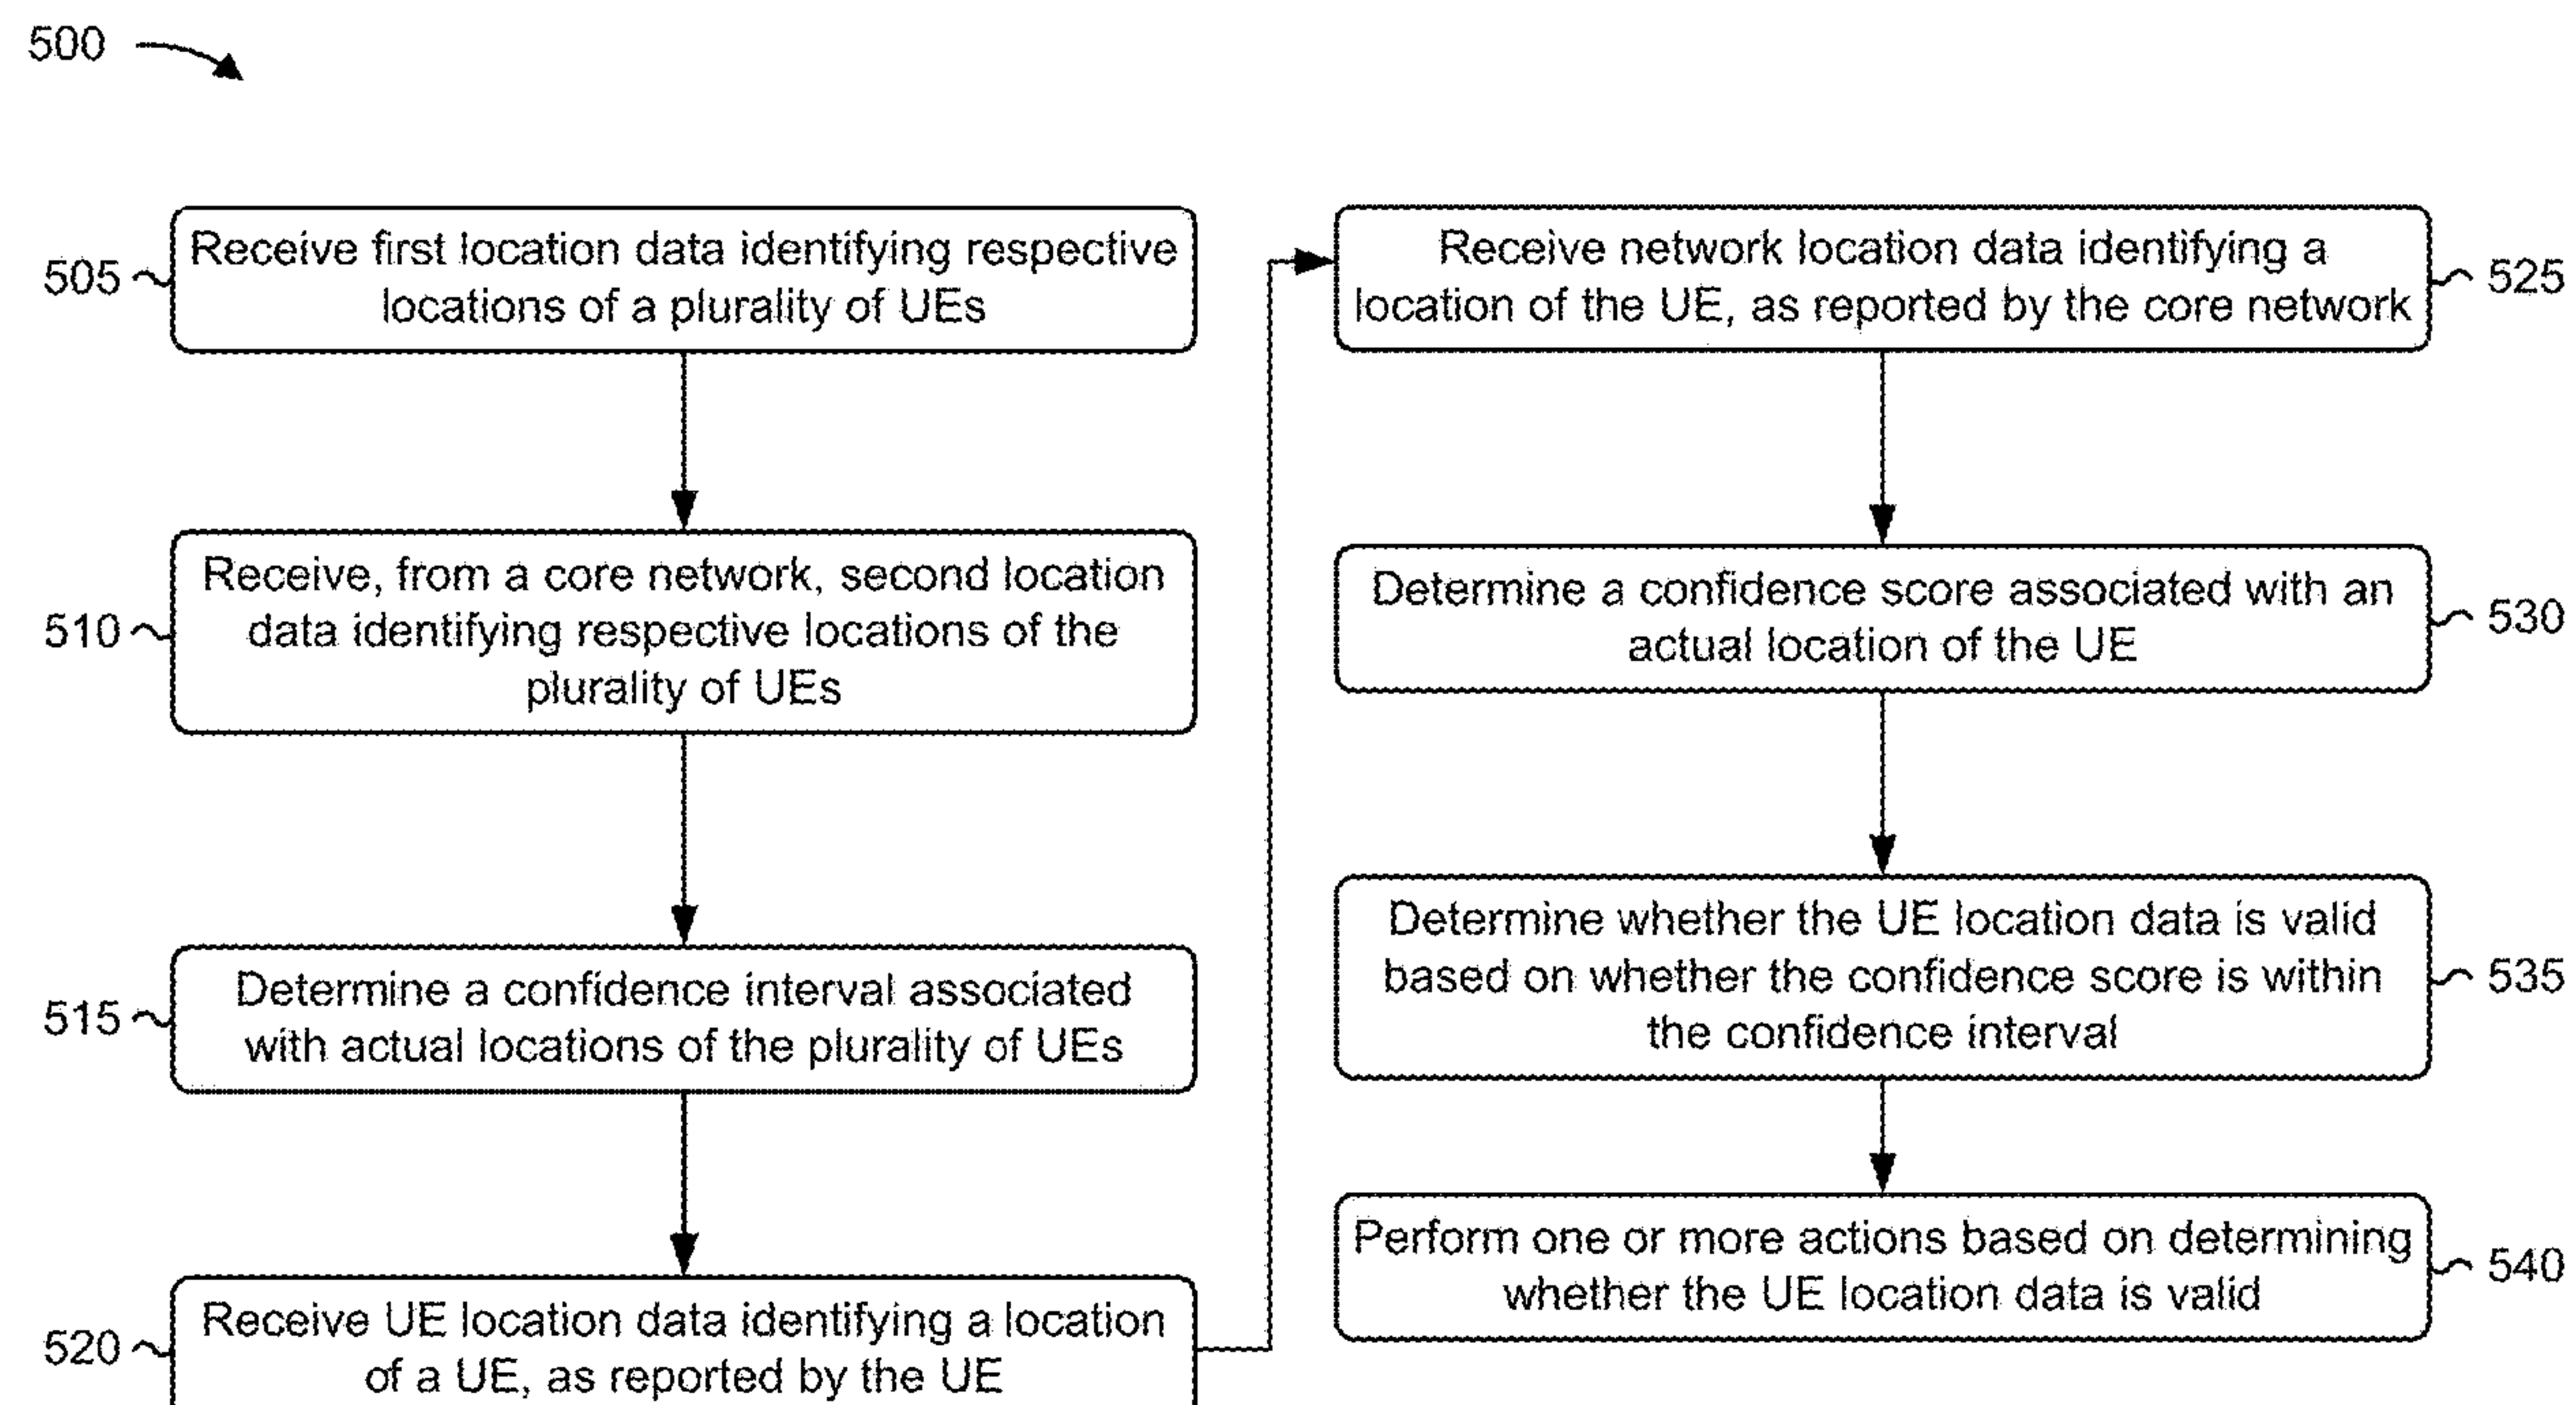 500
505
Receive first location data identifying respective
locations of a plurality of UEs
510
Receive, from a core network, second location
data identifying respective locations of the
plurality of UEs
515
Determine a confidence interval associated
with actual locations of the plurality of UEs
520
Receive UE location data identifying a location
of a UE, as reported by the UE
Receive network location data identifying a
location of the UE, as reported by the core network
525
Determine a confidence score associated with an
actual location of the UE
530
Determine whether the UE location data is valid
based on whether the confidence score is within
the confidence interval
535
Perform one or more actions based on determining
whether the UE location data is valid
540